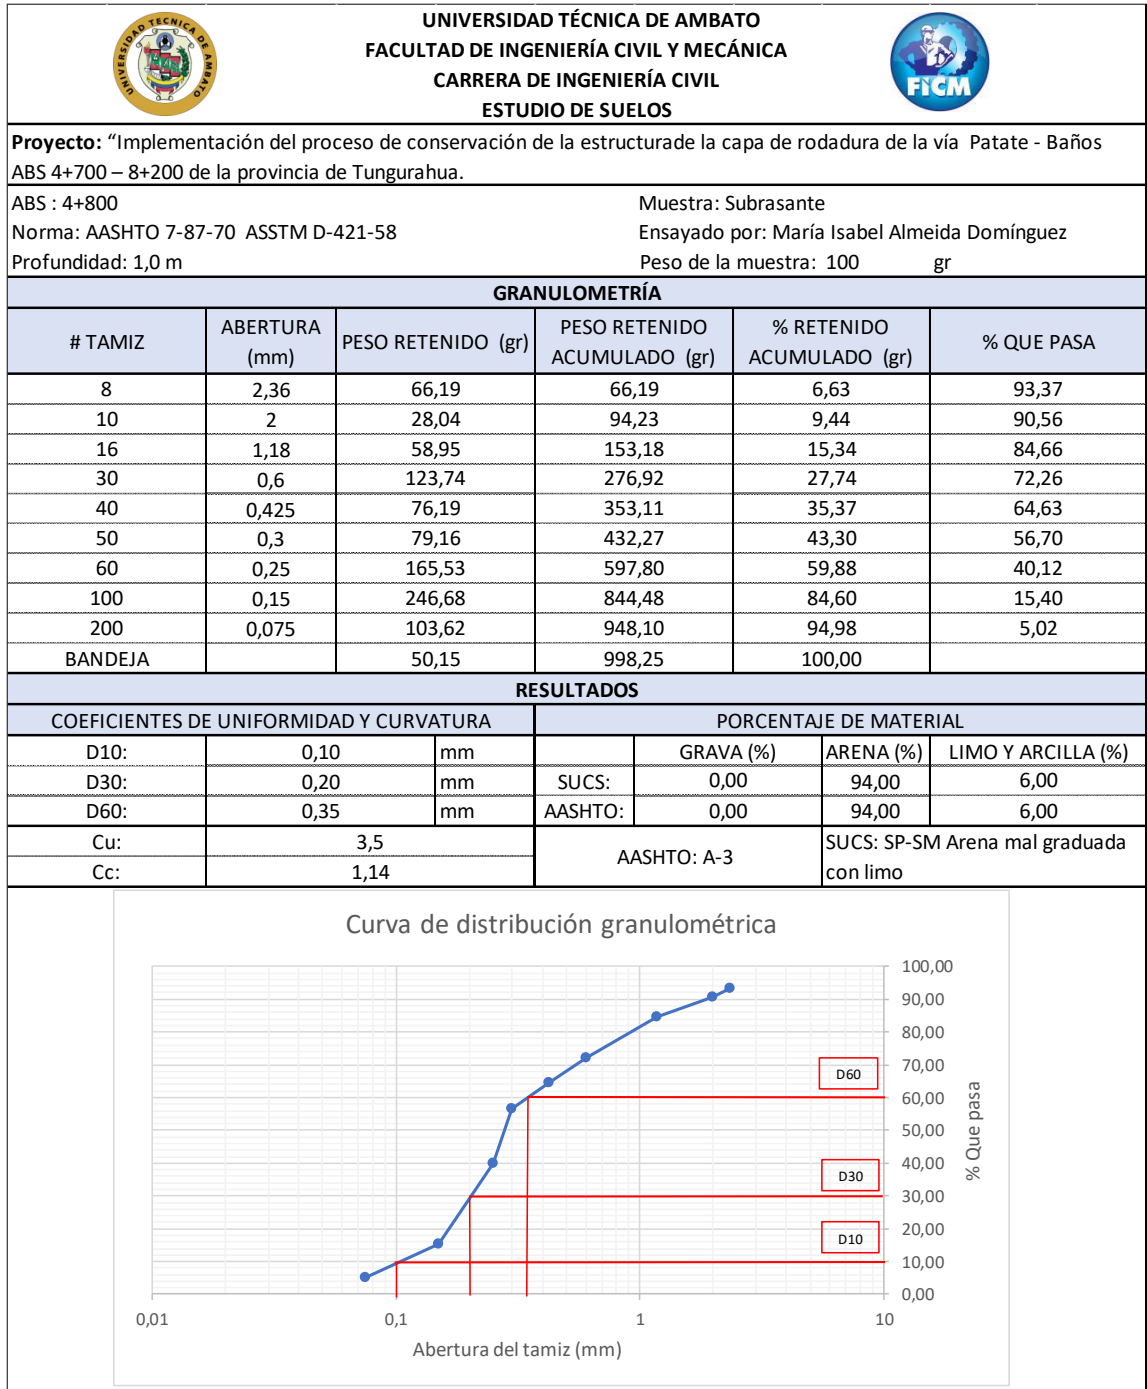 UNIVERSIDAD TECNICA DE AMBATO
FICM
UNIVERSIDAD TÉCNICA DE AMBATO
FACULTAD DE INGENIERÍA CIVIL Y MECÁNICA
CARRERA DE INGENIERÍA CIVIL
ESTUDIO DE SUELOS
Proyecto: “Implementación del proceso de conservación de la estructurade la capa de rodadura de la vía Patate - Baños
ABS 4+700 – 8+200 de la provincia de Tungurahua.
ABS : 4+800 Muestra: Subrasante
Norma: AASHTO 7-87-70 ASSTM D-421-58 Ensayado por: María Isabel Almeida Domínguez
Profundidad: 1,0 m Peso de la muestra: 100 gr
GRANULOMETRÍA
# TAMIZ ABERTURA (mm) PESO RETENIDO (gr) PESO RETENIDO ACUMULADO (gr) % RETENIDO ACUMULADO (gr) % QUE PASA
8 2,36 66,19 66,19 6,63 93,37
10 2 28,04 94,23 9,44 90,56
16 1,18 58,95 153,18 15,34 84,66
30 0,6 123,74 276,92 27,74 72,26
40 0,425 76,19 353,11 35,37 64,63
50 0,3 79,16 432,27 43,30 56,70
60 0,25 165,53 597,80 59,88 40,12
100 0,15 246,68 844,48 84,60 15,40
200 0,075 103,62 948,10 94,98 5,02
BANDEJA 50,15 998,25 100,00
RESULTADOS
COEFICIENTES DE UNIFORMIDAD Y CURVATURA PORCENTAJE DE MATERIAL
D10: 0,10 mm GRAVA (%) ARENA (%) LIMO Y ARCILLA (%)
D30: 0,20 mm SUCS: 0,00 94,00 6,00
D60: 0,35 mm AASHTO: 0,00 94,00 6,00
Cu: 3,5 AASHTO: A-3 SUCS: SP-SM Arena mal graduada
Cc: 1,14 con limo
Curva de distribución granulométrica
100,00
90,00
80,00
70,00
D60
60,00
50,00
40,00
D30
30,00
20,00
D10
10,00
0,00
% Que pasa
0,01 0,1 1 10
Abertura del tamiz (mm)